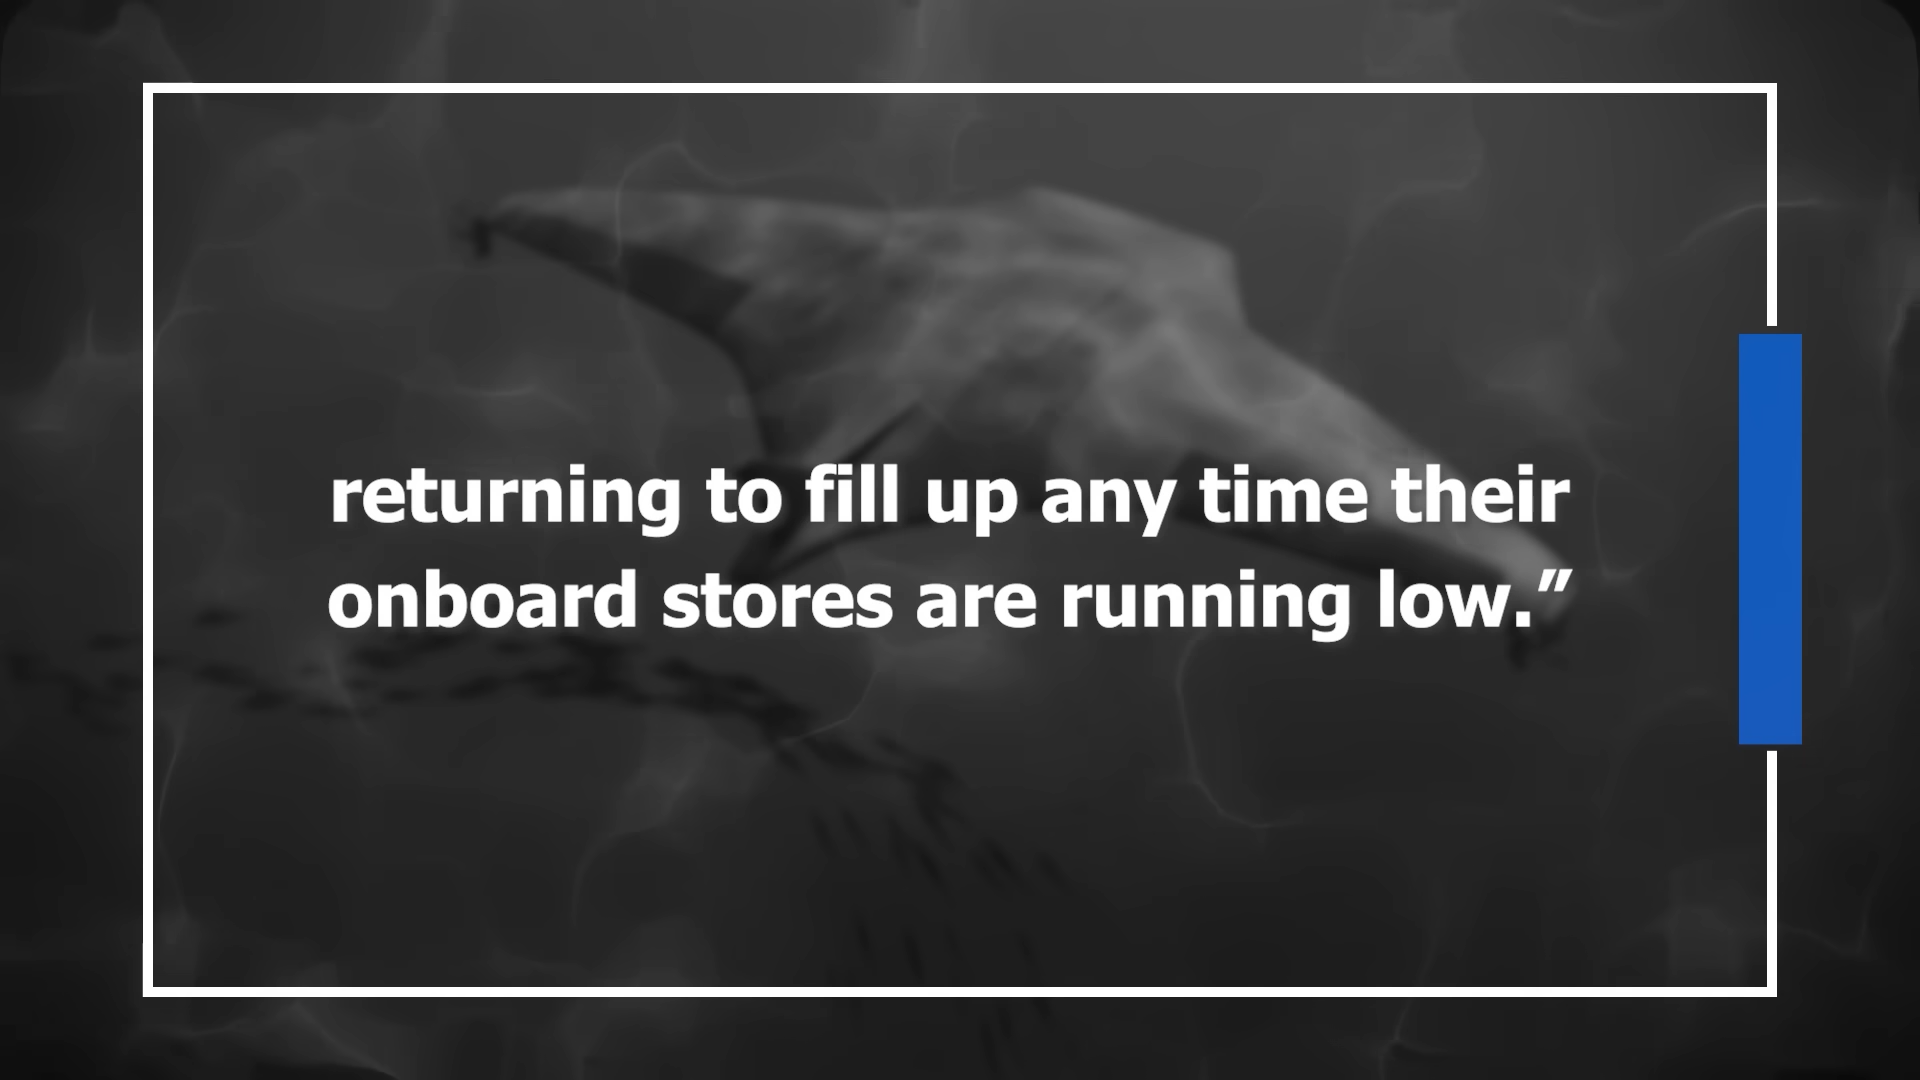 returning to fill up any time their
onboard stores are running low.”